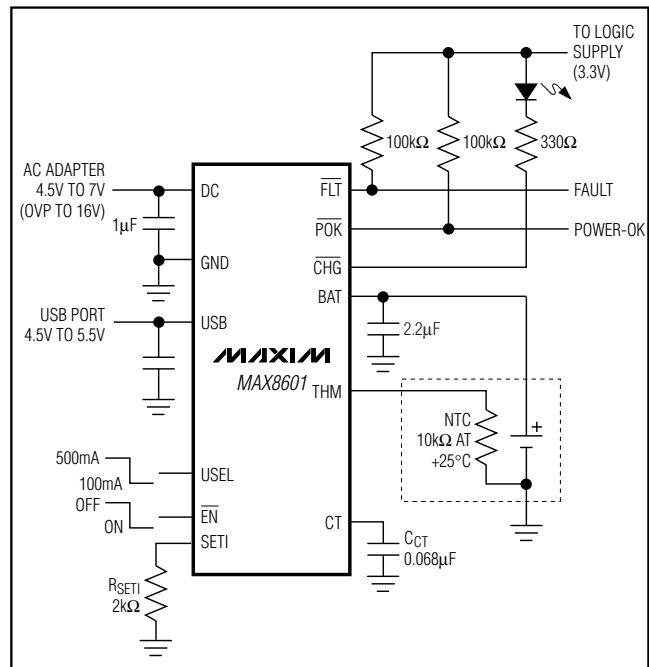 TO LOGIC
SUPPLY
(3.3V)
100kΩ
100kΩ
330Ω
AC ADAPTER
4.5V TO 7V
(OVP TO 16V)
DC
FLT
FAULT
1μF
POK
POWER-OK
GND
CHG
BAT
USB PORT
4.5V TO 5.5V
USB
2.2μF
MAXIM
MAX8601
THM
NTC
10kΩ AT
+25°C
+
500mA
100mA
USEL
OFF
ON
EN
SETI
CT
CCT
0.068μF
RSETI
2kΩ